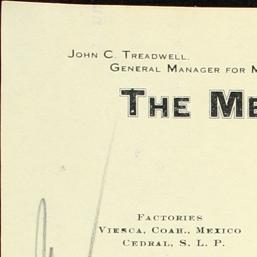 John C. Treadwell.
General Manager for M
The Me
Factories
Viesca, Coah., Mexico
Cedral, S. L. P.